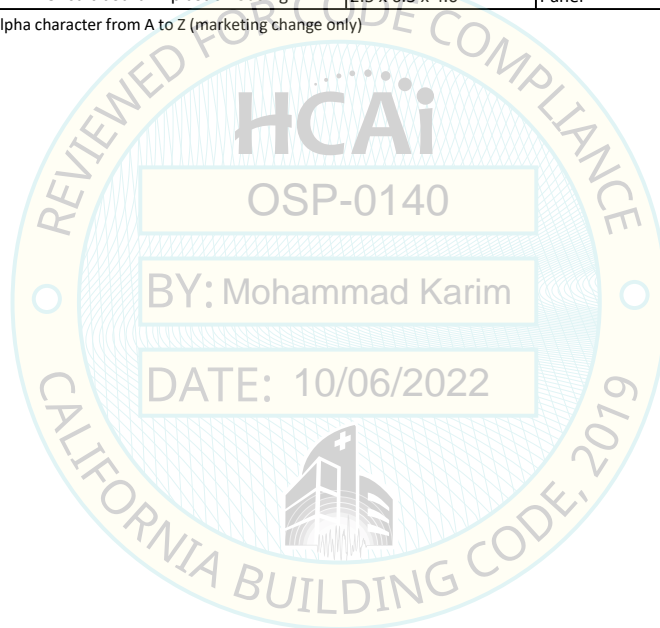 lpha character from A to Z (marketing change only)
REVIEWED FOR CODE COMPLIANCE
HCAi
OSP-0140
BY: Mohammad Karim
DATE: 10/06/2022
CALIFORNIA BUILDING CODE, 2019